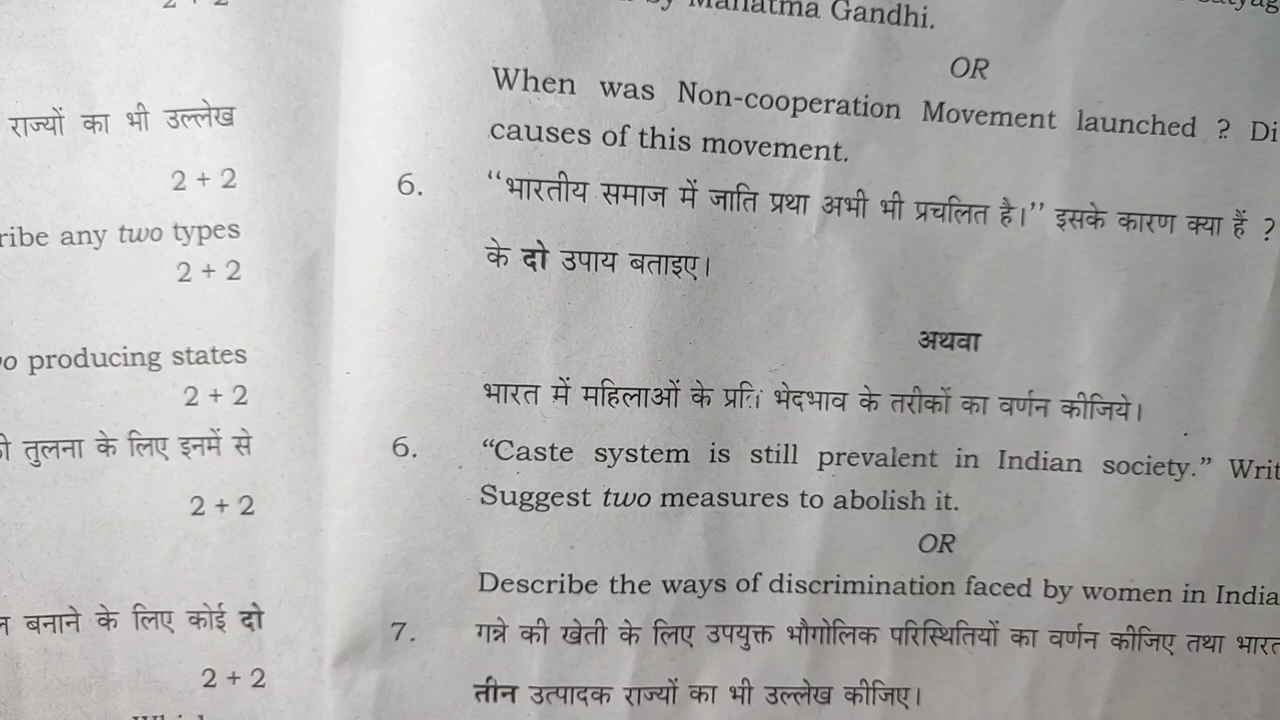 राज्यों का भी उल्लेख
2 + 2
ribe any two types
2 + 2
producing states
2 + 2
तुलना के लिए इनमें से
2 + 2
बनाने के लिए कोई दो
2 + 2
by Mahatma Gandhi.
OR
When was Non-cooperation Movement launched ? Di
causes of this movement.
6. “भारतीय समाज में जाति प्रथा अभी भी प्रचलित है।” इसके कारण क्या हैं ?
के दो उपाय बताइए।
अथवा
भारत में महिलाओं के प्रति भेदभाव के तरीकों का वर्णन कीजिये।
6. “Caste system is still prevalent in Indian society.” Writ
Suggest two measures to abolish it.
OR
Describe the ways of discrimination faced by women in India
7. गन्ने की खेती के लिए उपयुक्त भौगोलिक परिस्थितियों का वर्णन कीजिए तथा भारत
तीन उत्पादक राज्यों का भी उल्लेख कीजिए।